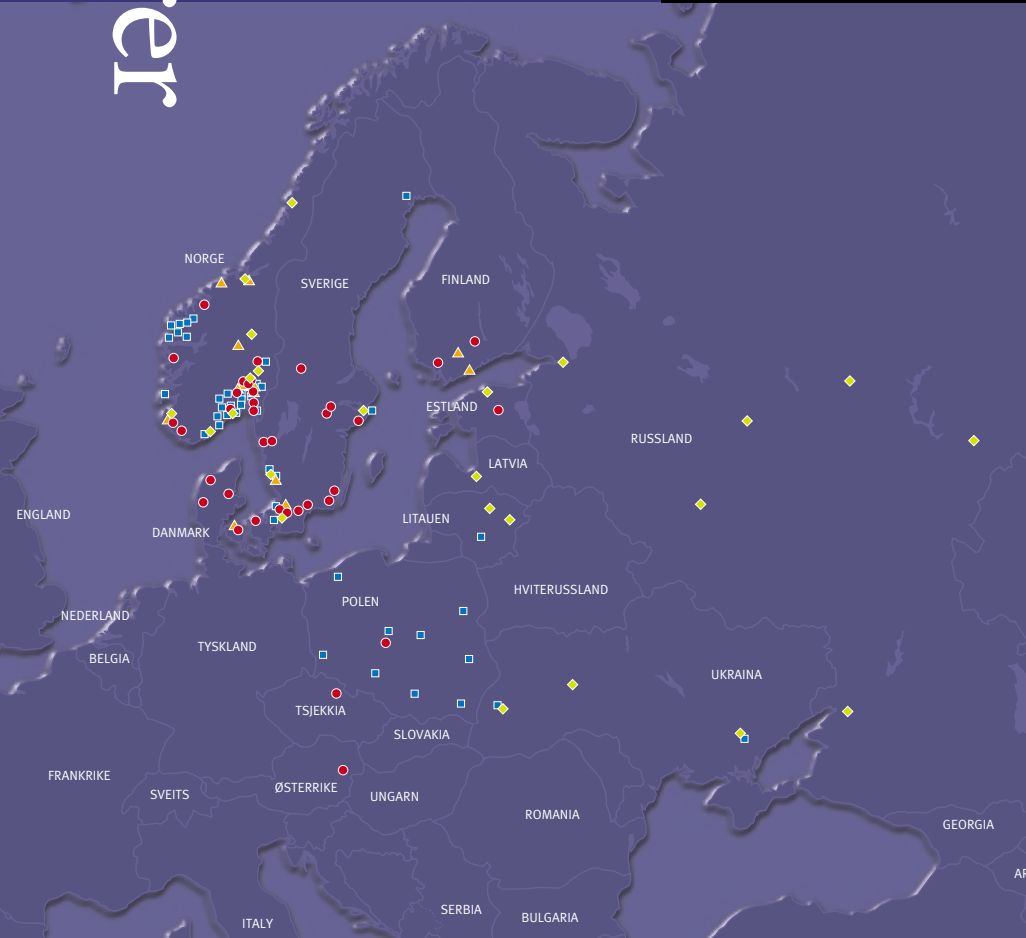 er
NORGE
SVERIGE
FINLAND
ESTLAND
RUSSLAND
LATVIA
ENGLAND
LITAUEN
DANMARK
HVITERUSSLAND
POLEN
NEDERLAND
TYSKLAND
BELGIA
UKRAINA
TSJEKKIA
SLOVAKIA
FRANKRIKE
ØSTERRIKE
SVEITS
UNGARN
ROMANIA
GEORGIA
AR
SERBIA
BULGARIA
ITALY